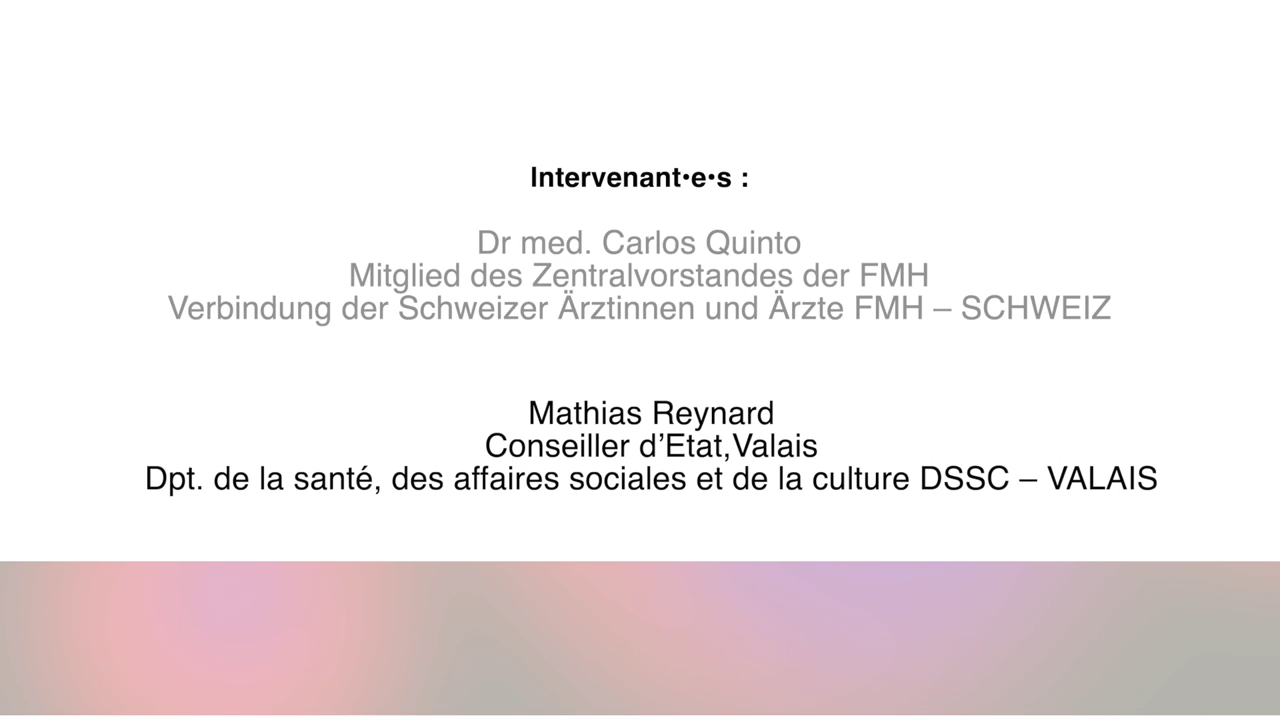 Intervenant•e•s :
Dr med. Carlos Quinto
Mitglied des Zentralvorstandes der FMH
Verbindung der Schweizer Ärztinnen und Ärzte FMH – SCHWEIZ
Mathias Reynard
Conseiller d’Etat,Valais
Dpt. de la santé, des affaires sociales et de la culture DSSC – VALAIS